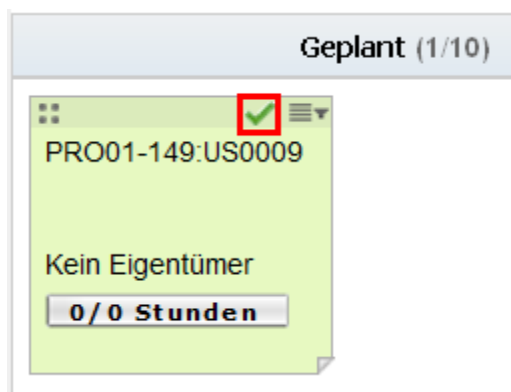 Geplant (1/10)
PRO01-149:US0009
Kein Eigentümer
0/0 Stunden